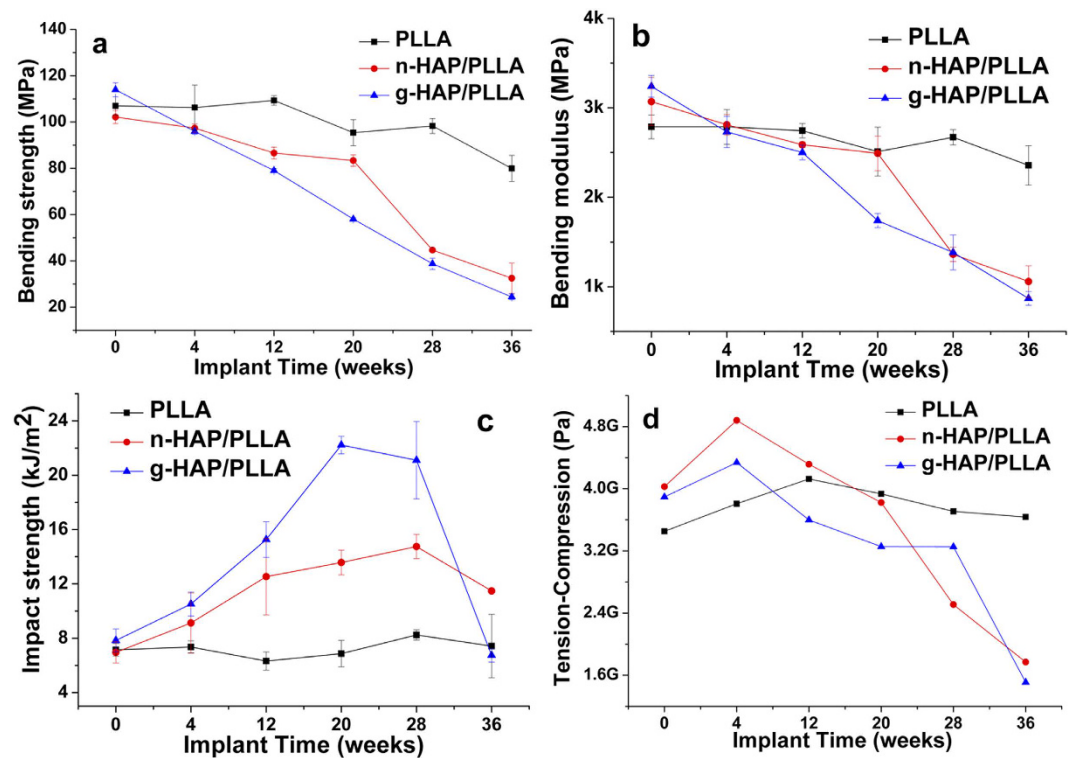 a
PLLA
n-HAP/PLLA
g-HAP/PLLA
Bending strength (MPa)
140
120
100
80
60
40
20
0 4 12 20 28 36
Implant Time (weeks)
b
PLLA
n-HAP/PLLA
g-HAP/PLLA
Bending modulus (MPa)
4k
3k
2k
1k
0 4 12 20 28 36
Implant Tme (weeks)
c
PLLA
n-HAP/PLLA
g-HAP/PLLA
Impact strength (kJ/m²)
24
20
16
12
8
4
0 4 12 20 28 36
Implant Time (weeks)
d
PLLA
n-HAP/PLLA
g-HAP/PLLA
Tension-Compression (Pa)
4.8G
4.0G
3.2G
2.4G
1.6G
0 4 12 20 28 36
Implant Time (weeks)